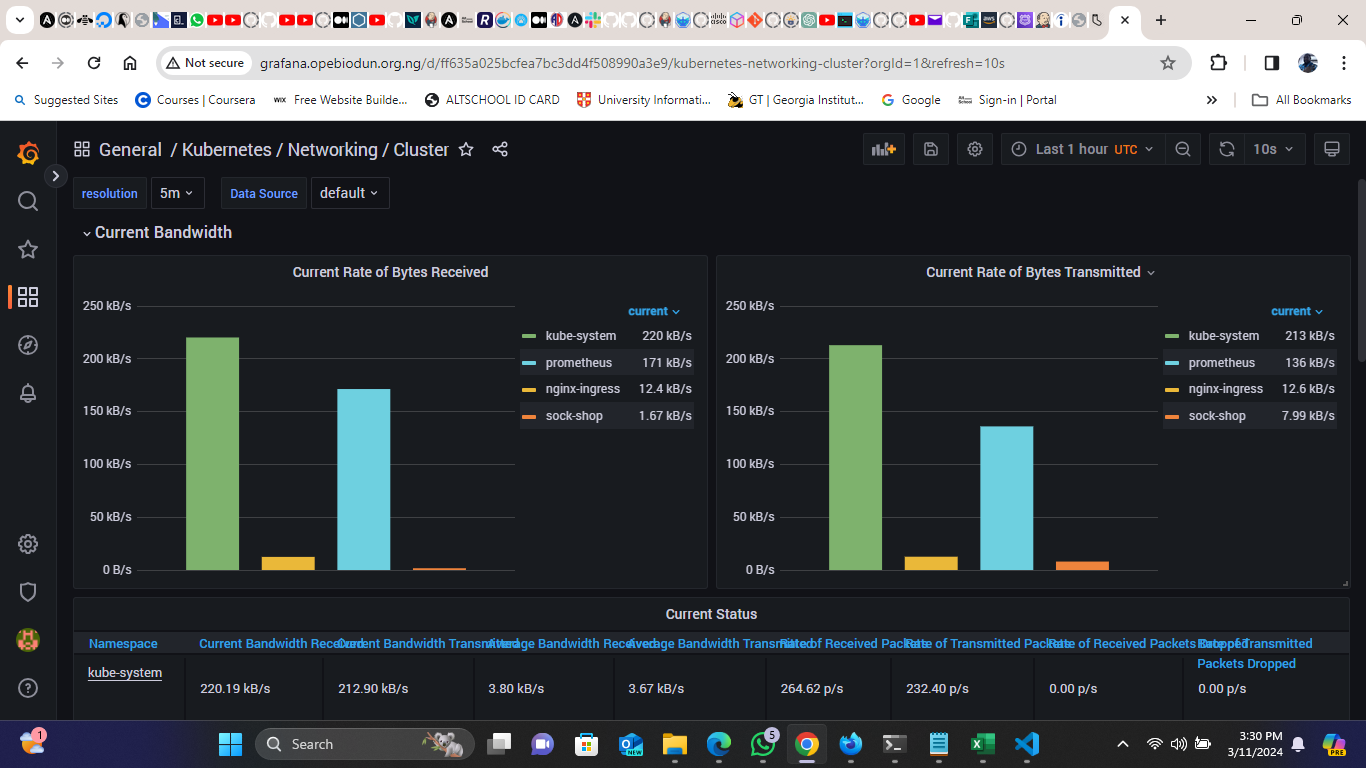 Not secure
grafana.opebiodun.org.ng/d/ff635a025bcfea7bc3dd4f508990a3e9/kubernetes-networking-cluster?orgId=1&refresh=10s
Suggested Sites
Courses | Coursera
WIX Free Website Builde...
ALTSCHOOL ID CARD
University Informati...
GT | Georgia Institut...
Google
Sign-in | Portal
»
All Bookmarks
General / Kubernetes / Networking / Cluster
Last 1 hour UTC
10s
resolution 5m
Data Source default
Current Bandwidth
Current Rate of Bytes Received
250 kB/s
200 kB/s
150 kB/s
100 kB/s
50 kB/s
0 B/s
current
kube-system 220 kB/s
prometheus 171 kB/s
nginx-ingress 12.4 kB/s
sock-shop 1.67 kB/s
Current Rate of Bytes Transmitted
250 kB/s
200 kB/s
150 kB/s
100 kB/s
50 kB/s
0 B/s
current
kube-system 213 kB/s
prometheus 136 kB/s
nginx-ingress 12.6 kB/s
sock-shop 7.99 kB/s
Current Status
Namespace
Current Bandwidth Received
Current Bandwidth Transmitted
Average Bandwidth Received
Average Bandwidth Transmitted
Rate of Received Packets
Rate of Transmitted Packets
Rate of Received Packets Dropped
Rate of Transmitted
Packets Dropped
kube-system
220.19 kB/s
212.90 kB/s
3.80 kB/s
3.67 kB/s
264.62 p/s
232.40 p/s
0.00 p/s
0.00 p/s
1
Search
NEW
5
3:30 PM
3/11/2024
PRE